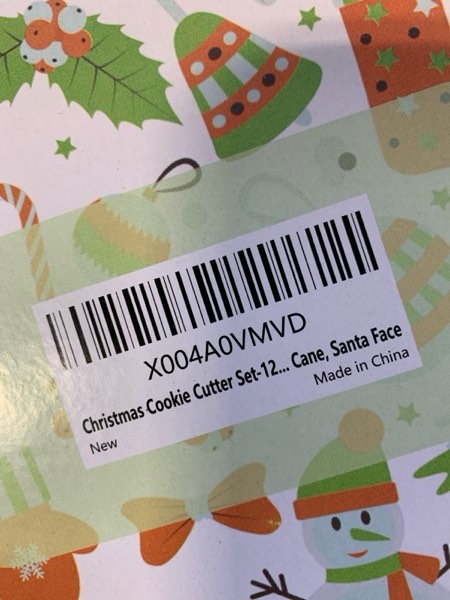 X004A0VMVD
Christmas Cookie Cutter Set-12... Cane, Santa Face
New
Made in China